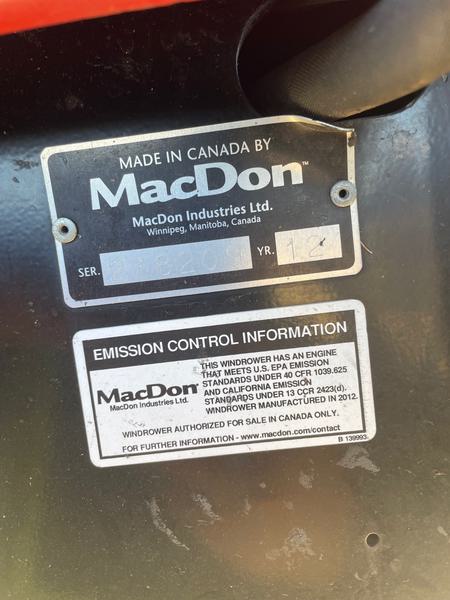 MADE IN CANADA BY
MacDon™
MacDon Industries Ltd.
Winnipeg, Manitoba, Canada
SER. YR. 12
EMISSION CONTROL INFORMATION
THIS WINDROWER HAS AN ENGINE
THAT MEETS U.S. EPA EMISSION
STANDARDS UNDER 40 CFR 1039.625
AND CALIFORNIA EMISSION
STANDARDS UNDER 13 CCR 2423(d).
WINDROWER MANUFACTURED IN 2012.
MacDon
MacDon Industries Ltd.
WINDROWER AUTHORIZED FOR SALE IN CANADA ONLY.
FOR FURTHER INFORMATION - www.macdon.com/contact
B 139993